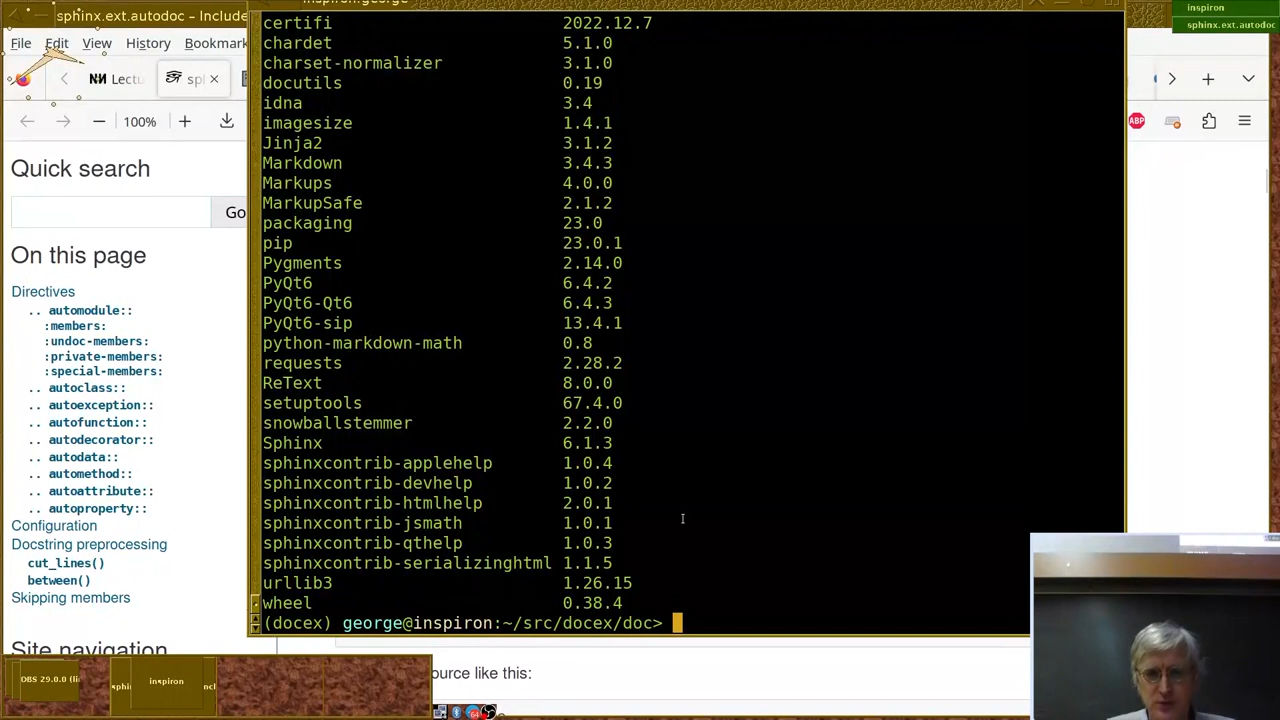 inspiron:george
inspiron
sphinx.ext.autodoc
sphinx.ext.autodoc – Include
File Edit View History Bookmark
Lectu
sp
100%
ABP
Quick search
Go
On this page
Directives
.. automodule::
:members:
:undoc-members:
:private-members:
:special-members:
.. autoclass::
.. autoexception::
.. autofunction::
.. autodecorator::
.. autodata::
.. automethod::
.. autoattribute::
.. autoproperty::
Configuration
Docstring preprocessing
cut_lines()
between()
Skipping members
Site navigation
certifi 2022.12.7
chardet 5.1.0
charset-normalizer 3.1.0
docutils 0.19
idna 3.4
imagesize 1.4.1
Jinja2 3.1.2
Markdown 3.4.3
Markups 4.0.0
MarkupSafe 2.1.2
packaging 23.0
pip 23.0.1
Pygments 2.14.0
PyQt6 6.4.2
PyQt6-Qt6 6.4.3
PyQt6-sip 13.4.1
python-markdown-math 0.8
requests 2.28.2
ReText 8.0.0
setuptools 67.4.0
snowballstemmer 2.2.0
Sphinx 6.1.3
sphinxcontrib-applehelp 1.0.4
sphinxcontrib-devhelp 1.0.2
sphinxcontrib-htmlhelp 2.0.1
sphinxcontrib-jsmath 1.0.1
sphinxcontrib-qthelp 1.0.3
sphinxcontrib-serializinghtml 1.1.5
urllib3 1.26.15
wheel 0.38.4
(docex) george@inspiron:~/src/docex/doc>
ource like this:
OBS 29.0.0 (li
sphi
inspiron
ncl
64